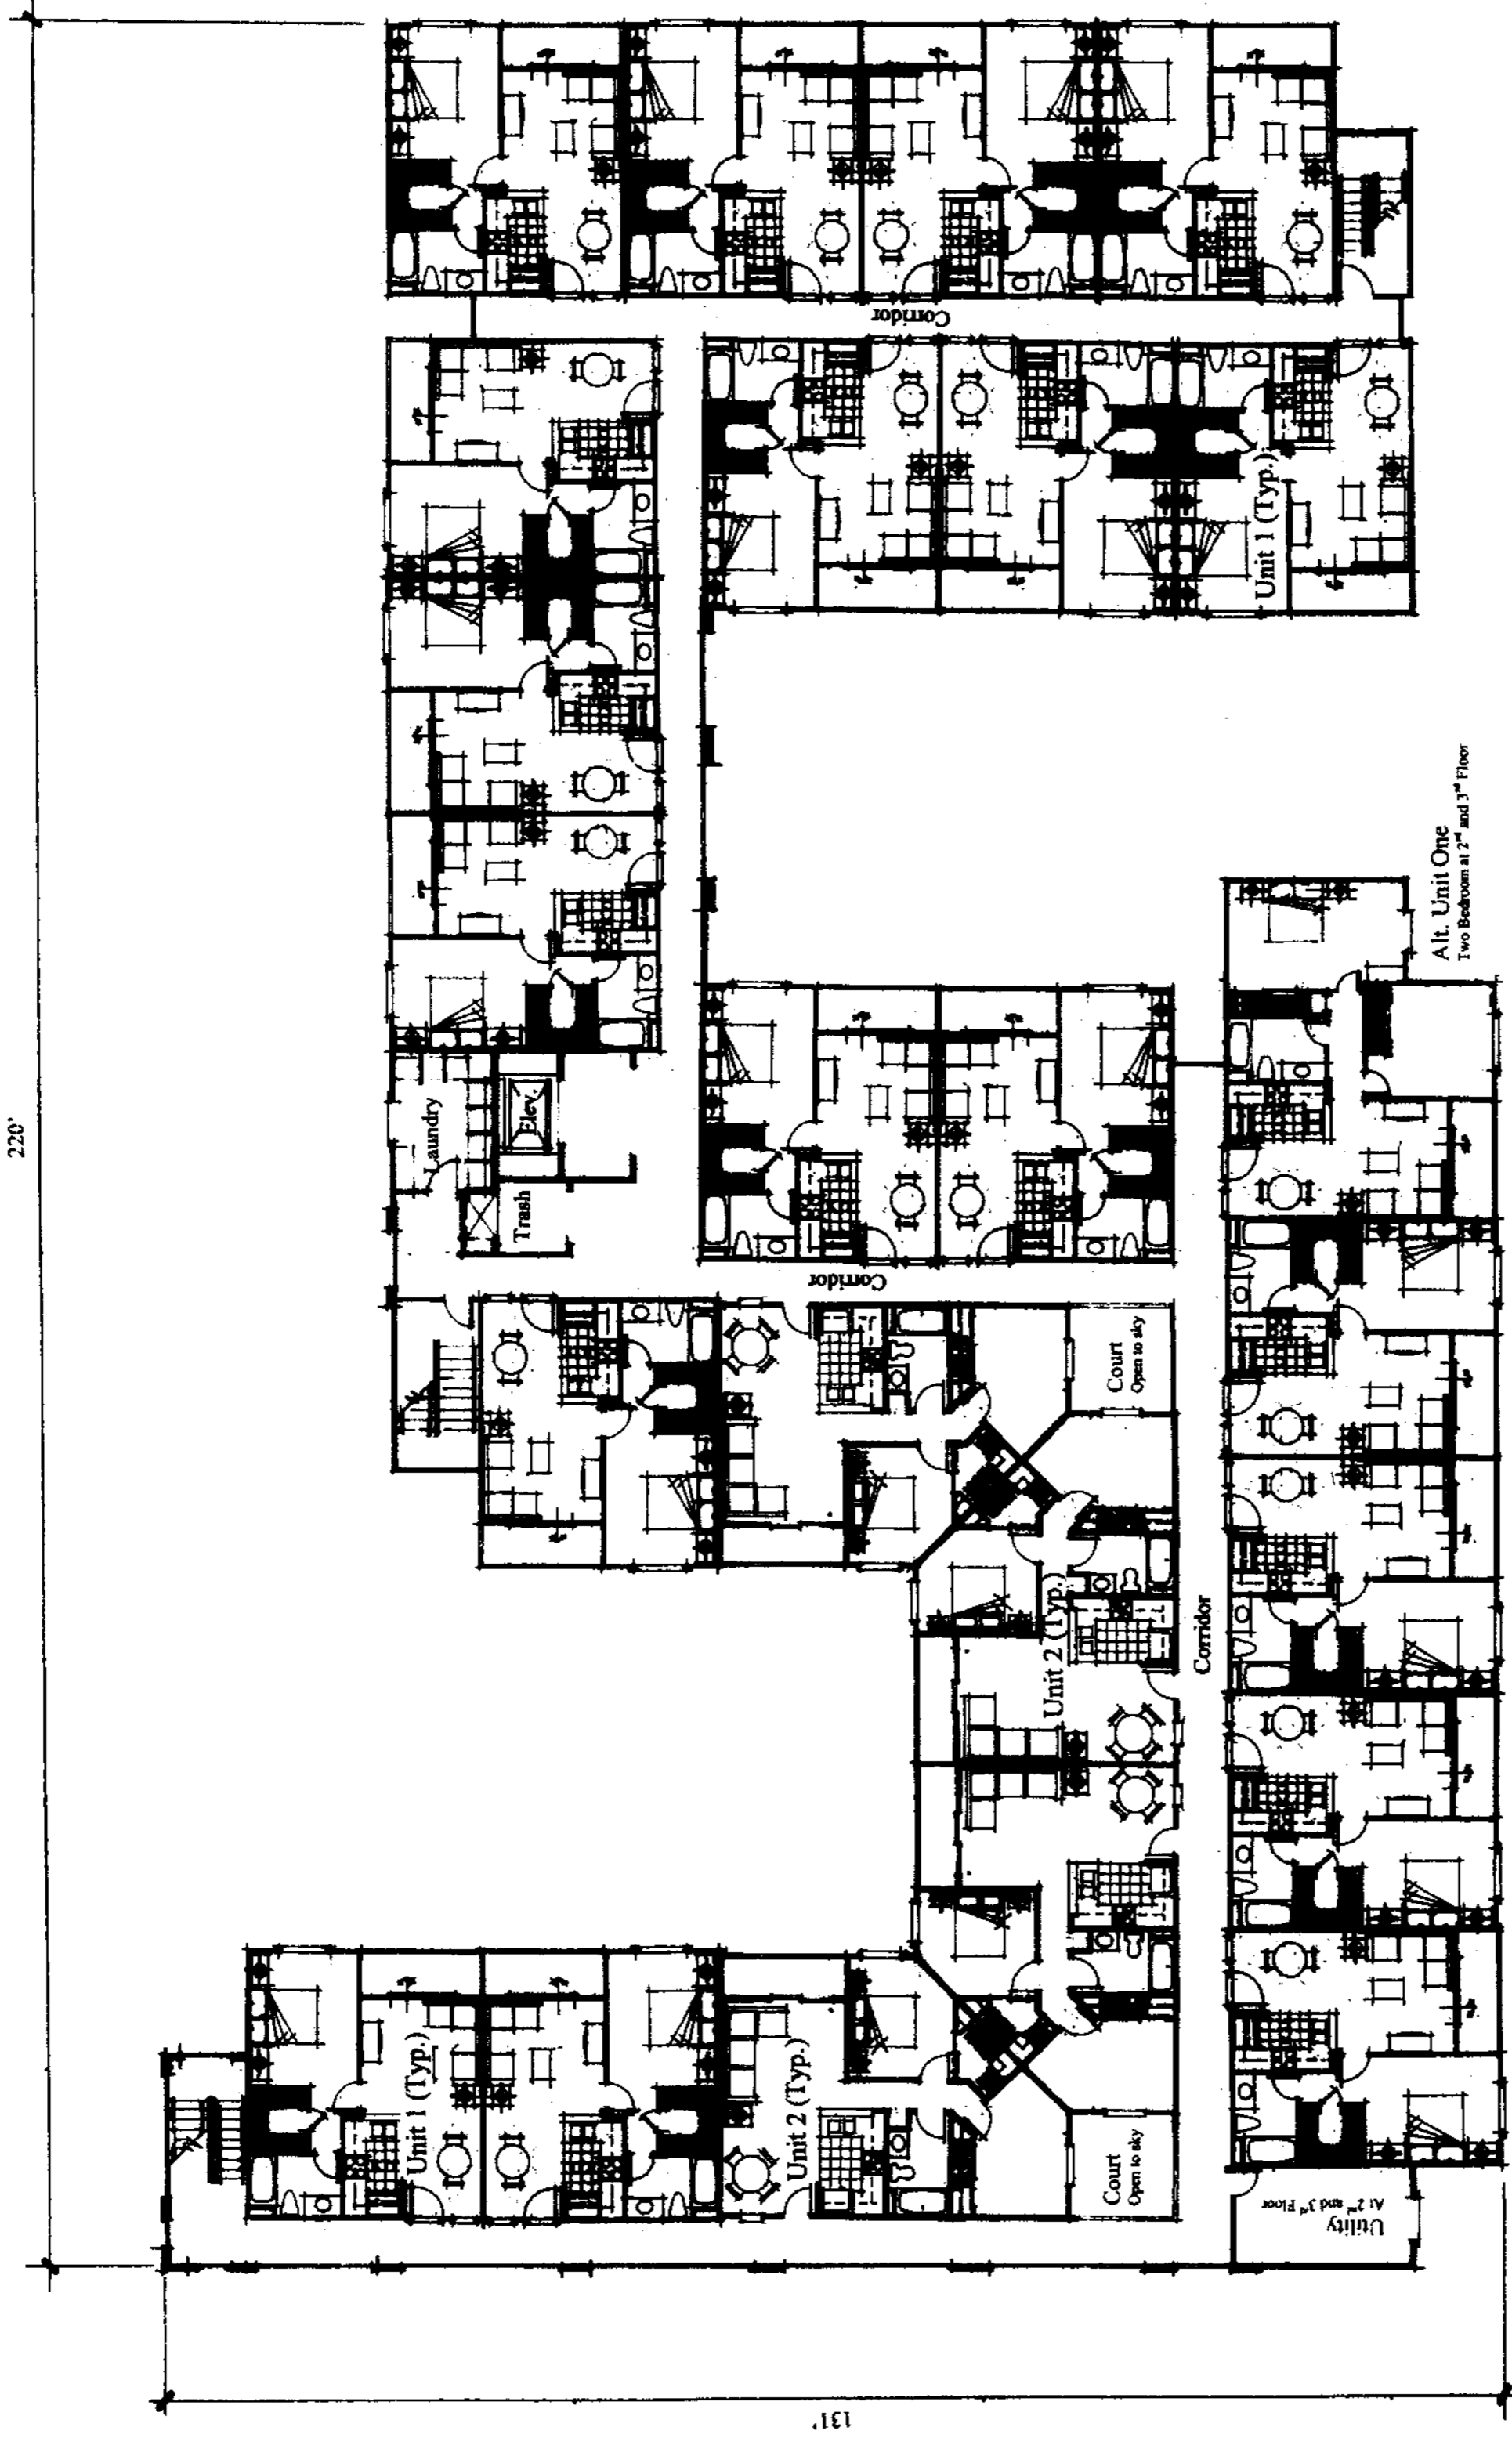 220'
Corridor
Unit 1 (Typ.)
Laundry
Elev.
Trash
Corridor
Alt. Unit One
Two Bedroom at 2nd and 3rd Floor
Court
Open to sky
Unit 2 (Typ.)
Corridor
Unit 1 (Typ.)
Unit 2 (Typ.)
Court
Open to sky
Utility
At 2nd and 3rd Floor
131'